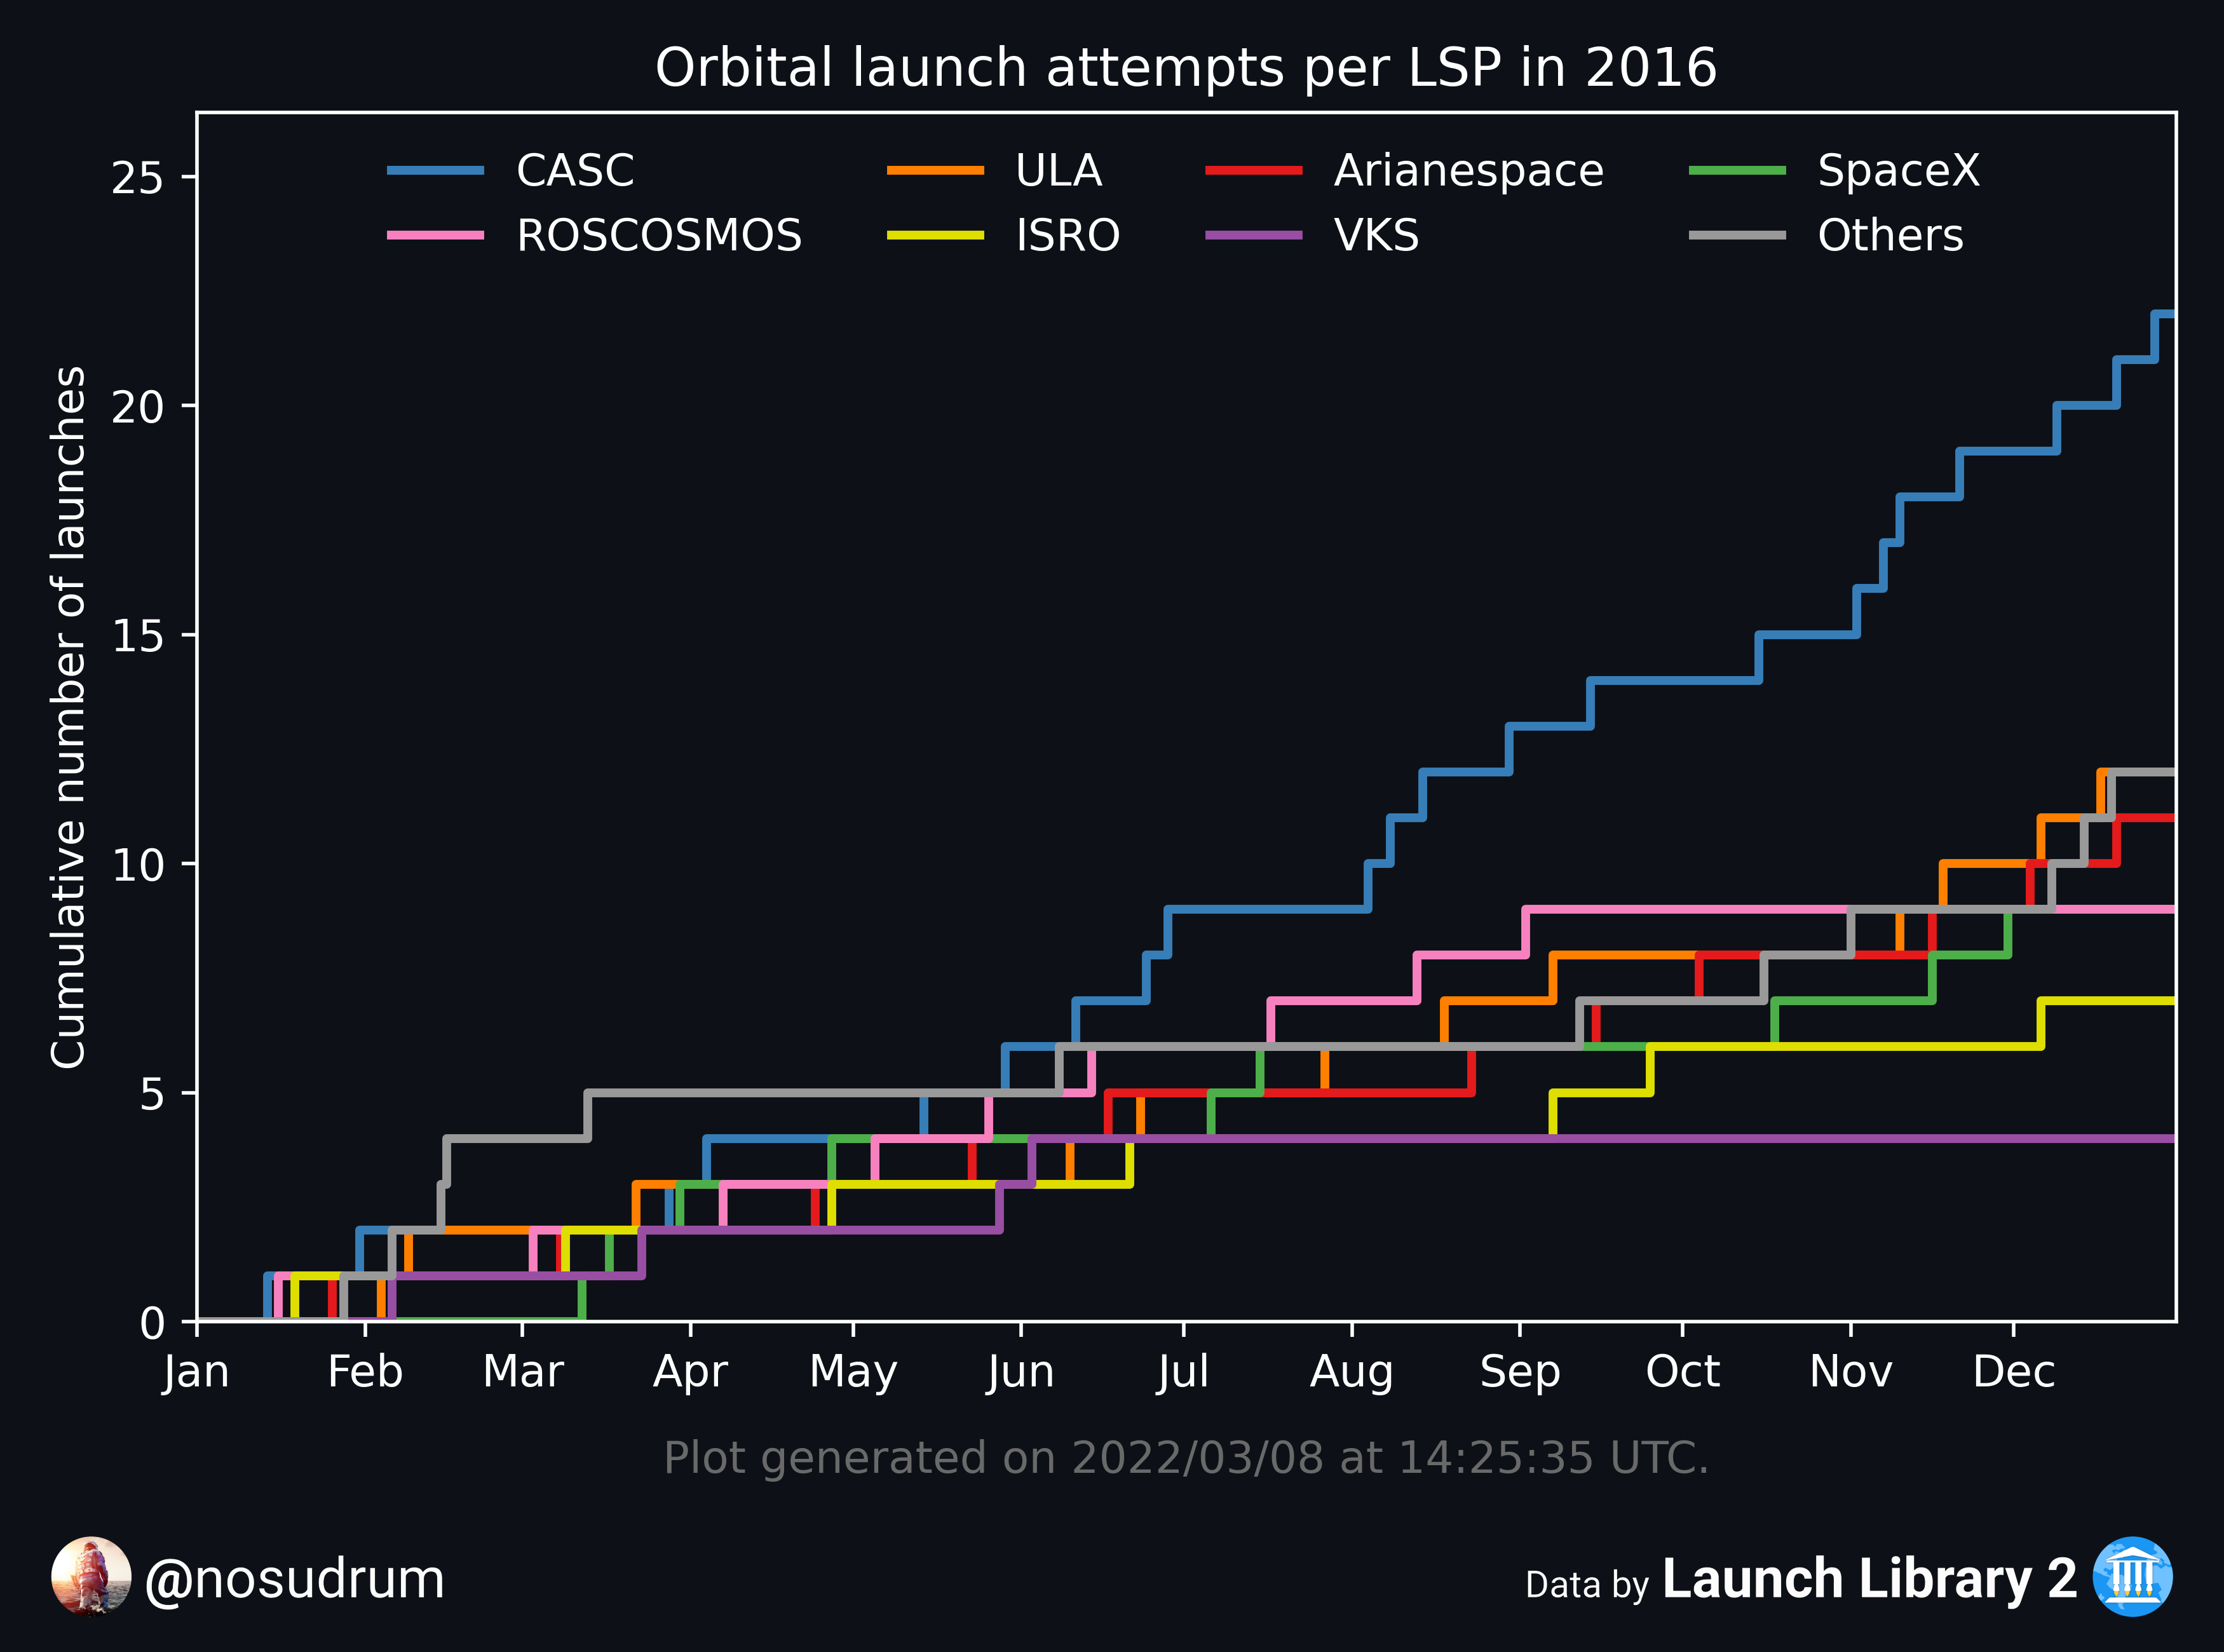 Orbital launch attempts per LSP in 2016
CASC ULA Arianespace SpaceX
ROSCOSMOS ISRO VKS Others
Cumulative number of launches
25
20
15
10
5
0
Jan Feb Mar Apr May Jun Jul Aug Sep Oct Nov Dec
Plot generated on 2022/03/08 at 14:25:35 UTC.
@nosudrum
Data by Launch Library 2